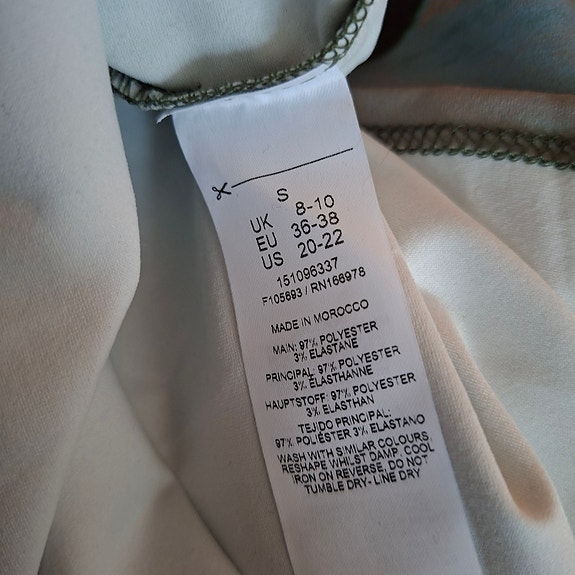 S
UK 8-10
EU 36-38
US 20-22
151096337
F105693 / RN166978
MADE IN MOROCCO
MAIN: 97% POLYESTER
3% ELASTANE
PRINCIPAL: 97% POLYESTER
3% ELASTHANNE
HAUPTSTOFF: 97% POLYESTER
3% ELASTHAN
TEJIDO PRINCIPAL:
97% POLIÉSTER 3% ELASTANO
WASH WITH SIMILAR COLOURS,
RESHAPE WHILST DAMP, COOL
IRON ON REVERSE, DO NOT
TUMBLE DRY- LINE DRY